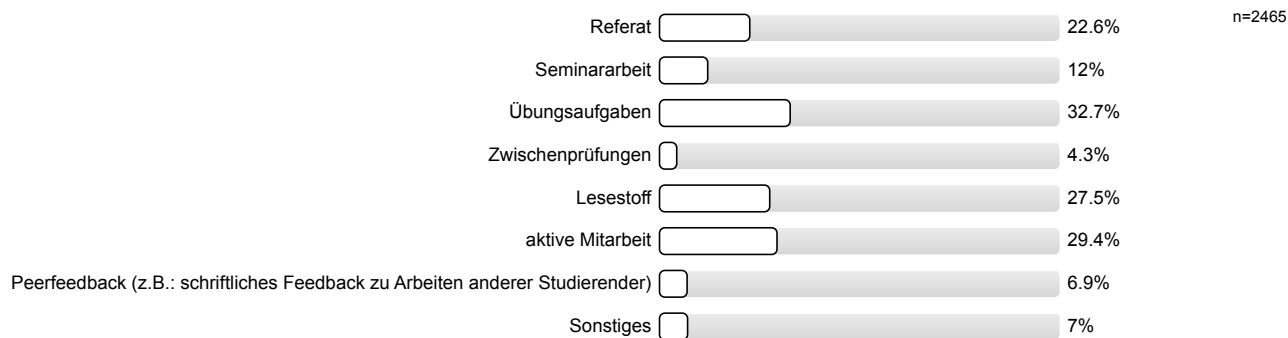 n=2465
Referat 22.6%
Seminararbeit 12%
Übungsaufgaben 32.7%
Zwischenprüfungen 4.3%
Lesestoff 27.5%
aktive Mitarbeit 29.4%
Peerfeedback (z.B.: schriftliches Feedback zu Arbeiten anderer Studierender) 6.9%
Sonstiges 7%